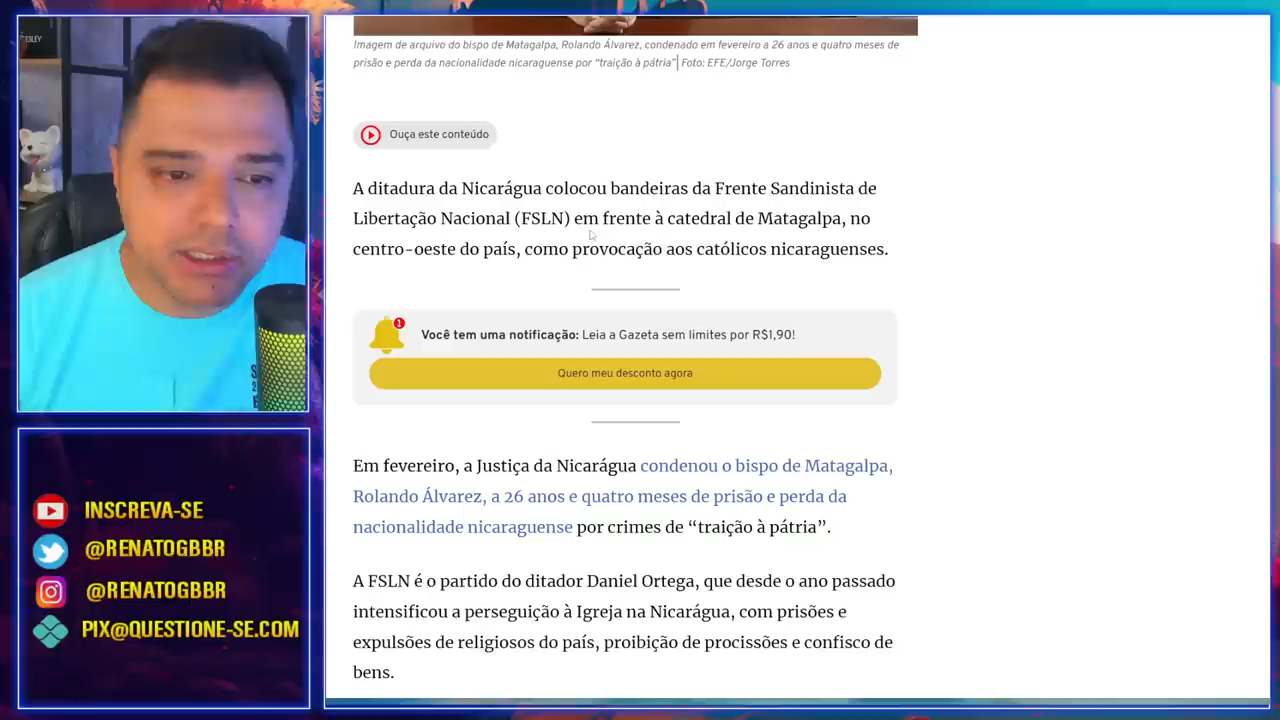 ESLEY
Imagem de arquivo do bispo de Matagalpa, Rolando Álvarez, condenado em fevereiro a 26 anos e quatro meses de
prisão e perda da nacionalidade nicaraguense por “traição à pátria”| Foto: EFE/Jorge Torres
Ouça este conteúdo
A ditadura da Nicarágua colocou bandeiras da Frente Sandinista de
Libertação Nacional (FSLN) em frente à catedral de Matagalpa, no
centro-oeste do país, como provocação aos católicos nicaraguenses.
1
Você tem uma notificação: Leia a Gazeta sem limites por R$1,90!
Quero meu desconto agora
Em fevereiro, a Justiça da Nicarágua condenou o bispo de Matagalpa,
Rolando Álvarez, a 26 anos e quatro meses de prisão e perda da
nacionalidade nicaraguense por crimes de “traição à pátria”.
A FSLN é o partido do ditador Daniel Ortega, que desde o ano passado
intensificou a perseguição à Igreja na Nicarágua, com prisões e
expulsões de religiosos do país, proibição de procissões e confisco de
bens.
INSCREVA-SE
@RENATOGBBR
@RENATOGBBR
PIX@QUESTIONE-SE.COM